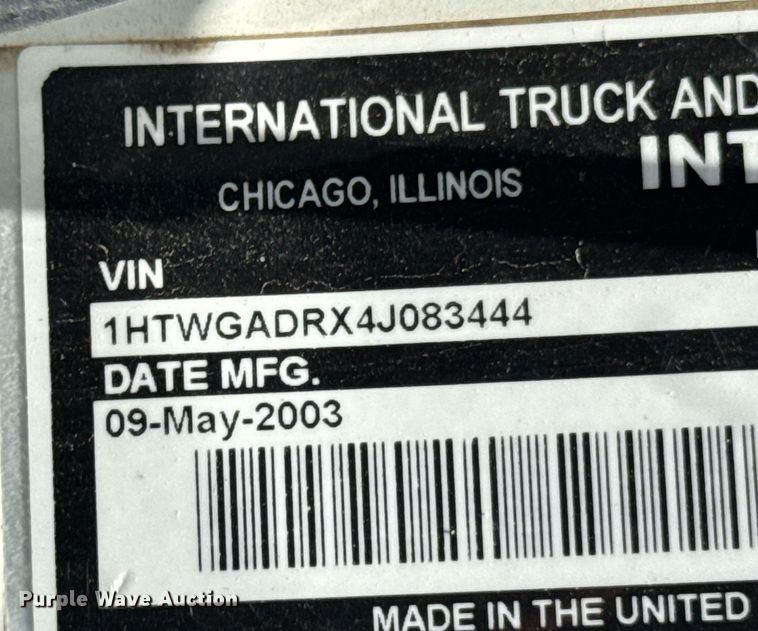 INTERNATIONAL TRUCK AND
INT
CHICAGO, ILLINOIS
VIN
1HTWGADRX4J083444
DATE MFG.
09-May-2003
MADE IN THE UNITED
Purple Wave Auction